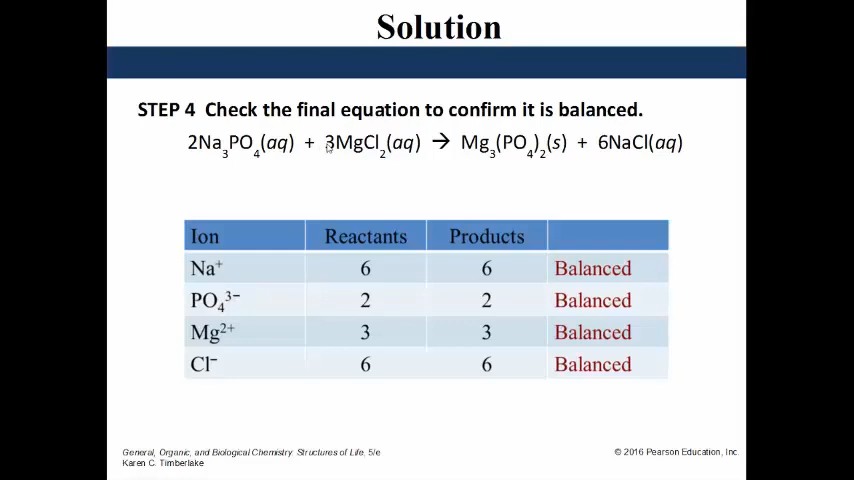 Solution
STEP 4 Check the final equation to confirm it is balanced.
2Na₃PO₄(aq) + 3MgCl₂(aq) → Mg₃(PO₄)₂(s) + 6NaCl(aq)
Ion Reactants Products
Na⁺ 6 6 Balanced
PO₄³⁻ 2 2 Balanced
Mg²⁺ 3 3 Balanced
Cl⁻ 6 6 Balanced
General, Organic, and Biological Chemistry: Structures of Life, 5/e
Karen C. Timberlake
© 2016 Pearson Education, Inc.